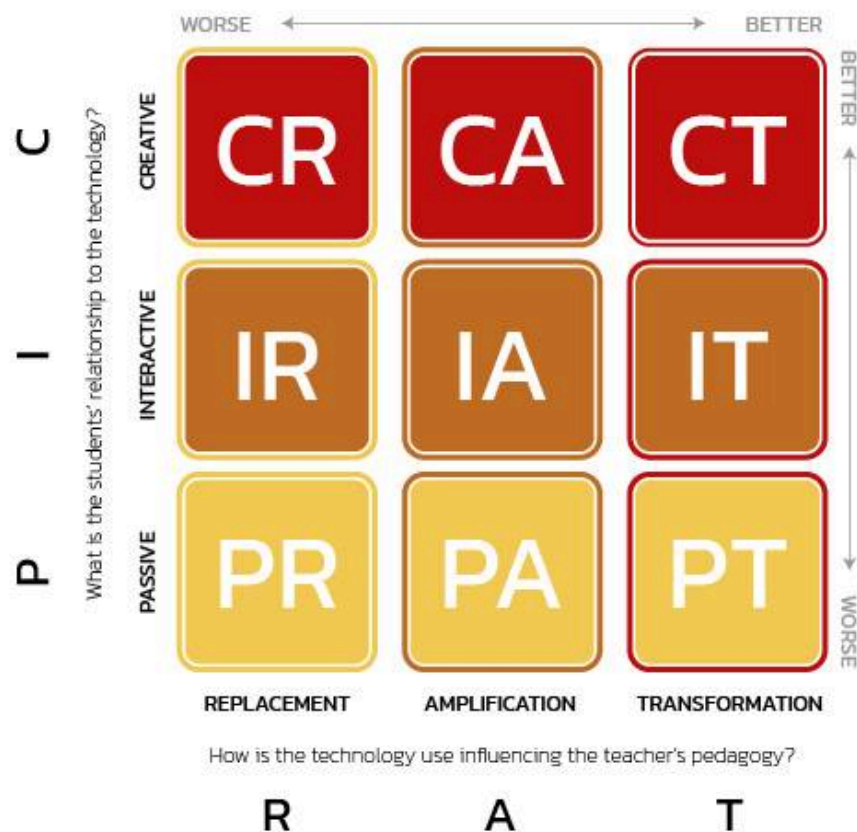 WORSE
BETTER
BETTER
C
What is the students' relationship to the technology?
CREATIVE
CR
CA
CT
I
INTERACTIVE
IR
IA
IT
P
PASSIVE
PR
PA
PT
WORSE
REPLACEMENT
AMPLIFICATION
TRANSFORMATION
How is the technology use influencing the teacher's pedagogy?
R
A
T